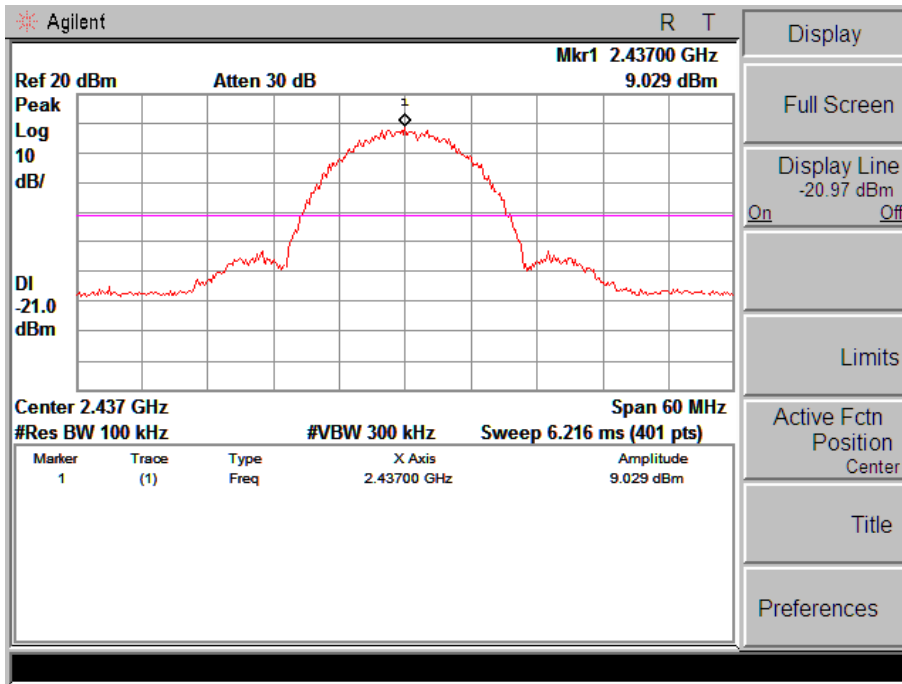 Agilent
R T
Mkr1 2.43700 GHz
Ref 20 dBm Atten 30 dB 9.029 dBm
Peak
Log
10
dB/
1
DI
-21.0
dBm
Center 2.437 GHz Span 60 MHz
#Res BW 100 kHz #VBW 300 kHz Sweep 6.216 ms (401 pts)
Marker Trace Type X Axis Amplitude
1 (1) Freq 2.43700 GHz 9.029 dBm
Display
Full Screen
Display Line
-20.97 dBm
On Off
Limits
Active Fctn
Position
Center
Title
Preferences